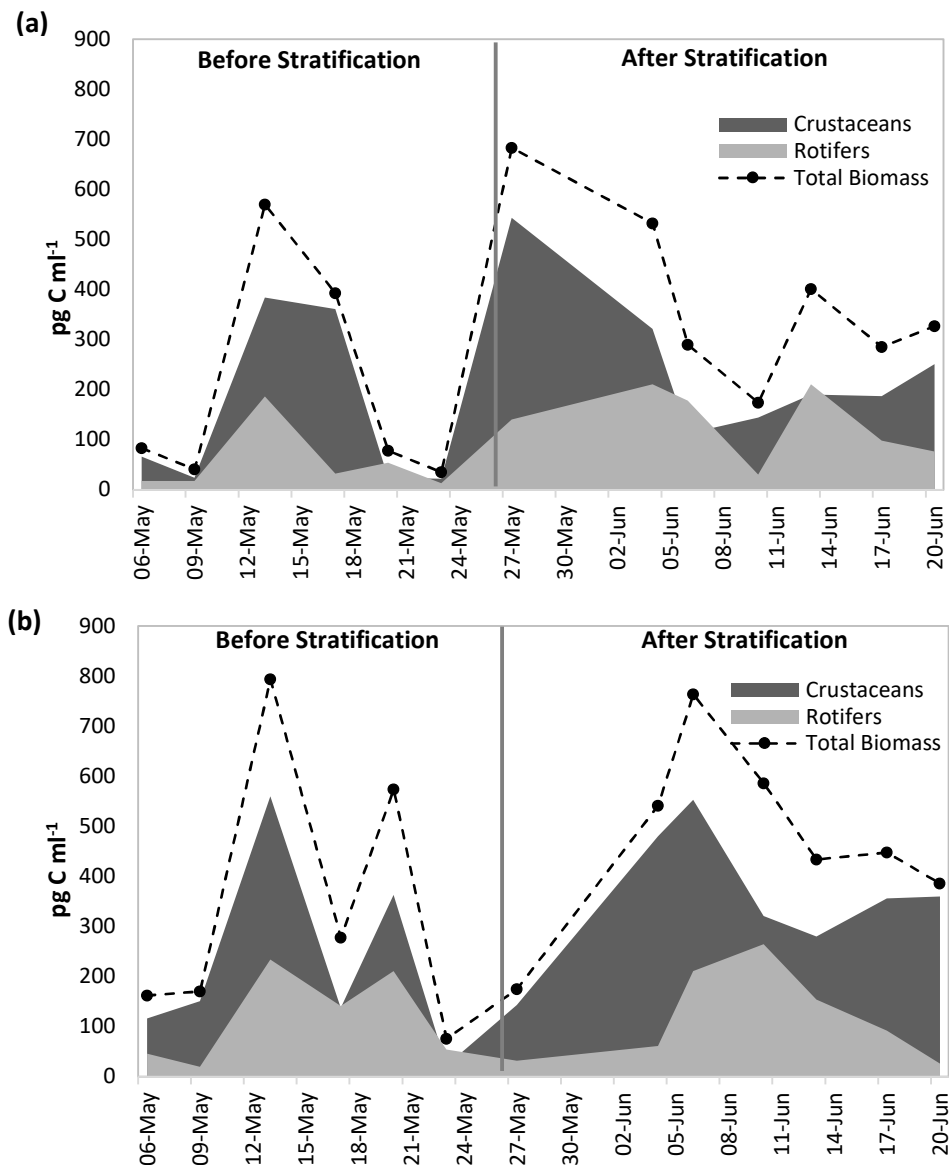 (a)
900
800
700
600
500
400
300
200
100
0
pg C ml-1
Before Stratification
After Stratification
Crustaceans
Rotifers
Total Biomass
06-May
09-May
12-May
15-May
18-May
21-May
24-May
27-May
30-May
02-Jun
05-Jun
08-Jun
11-Jun
14-Jun
17-Jun
20-Jun
(b)
900
800
700
600
500
400
300
200
100
0
pg C ml-1
Before Stratification
After Stratification
Crustaceans
Rotifers
Total Biomass
06-May
09-May
12-May
15-May
18-May
21-May
24-May
27-May
30-May
02-Jun
05-Jun
08-Jun
11-Jun
14-Jun
17-Jun
20-Jun